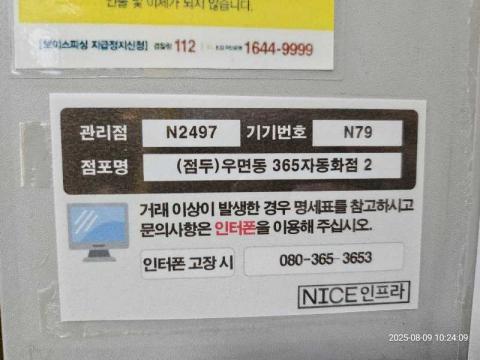 인출 및 이체가 되지 않습니다.
[보이스피싱 지급정지신청] 경찰청 112 1644-9999
관리점 N2497 기기번호 N79
점포명 (점두)우면동 365자동화점 2
거래 이상이 발생한 경우 명세표를 참고하시고
문의사항은 인터폰을 이용해 주십시오.
인터폰 고장 시 080-365-3653
NICE인프라
2025-08-09 10:24:09